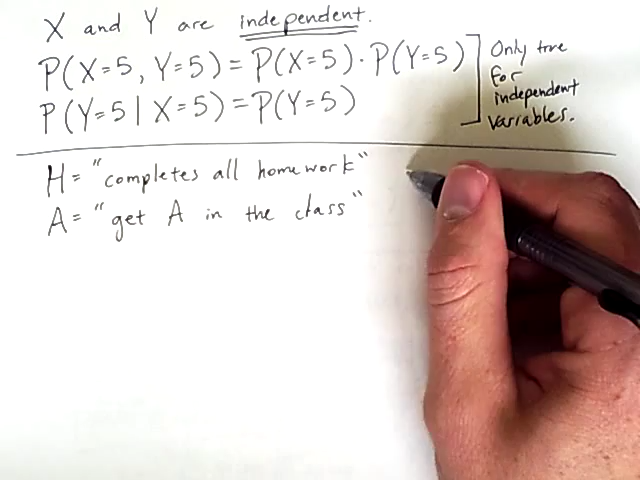 X and Y are independent.
P(X=5, Y=5) = P(X=5) · P(Y=5)
P(Y=5 | X=5) = P(Y=5)
Only true
for
independent
variables.
H= "completes all homework"
A= "get A in the class"